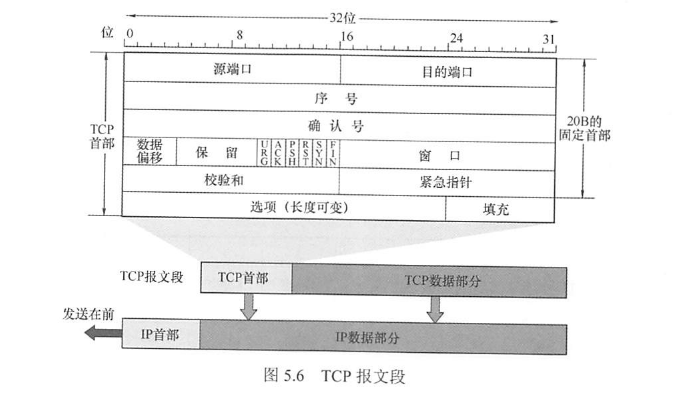 32位
位 0 8 16 24 31
源端口 目的端口
序 号
TCP首部
确 认 号
20B的固定首部
数据偏移 保 留 URG ACK PSH RST SYN FIN 窗 口
校验和 紧急指针
选项（长度可变） 填充
TCP报文段 TCP首部 TCP数据部分
发送在前
IP首部 IP数据部分
图 5.6 TCP 报文段